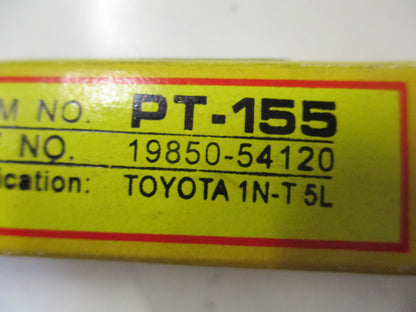 M NO. PT-155
NO. 19850-54120
ication: TOYOTA 1N-T 5L